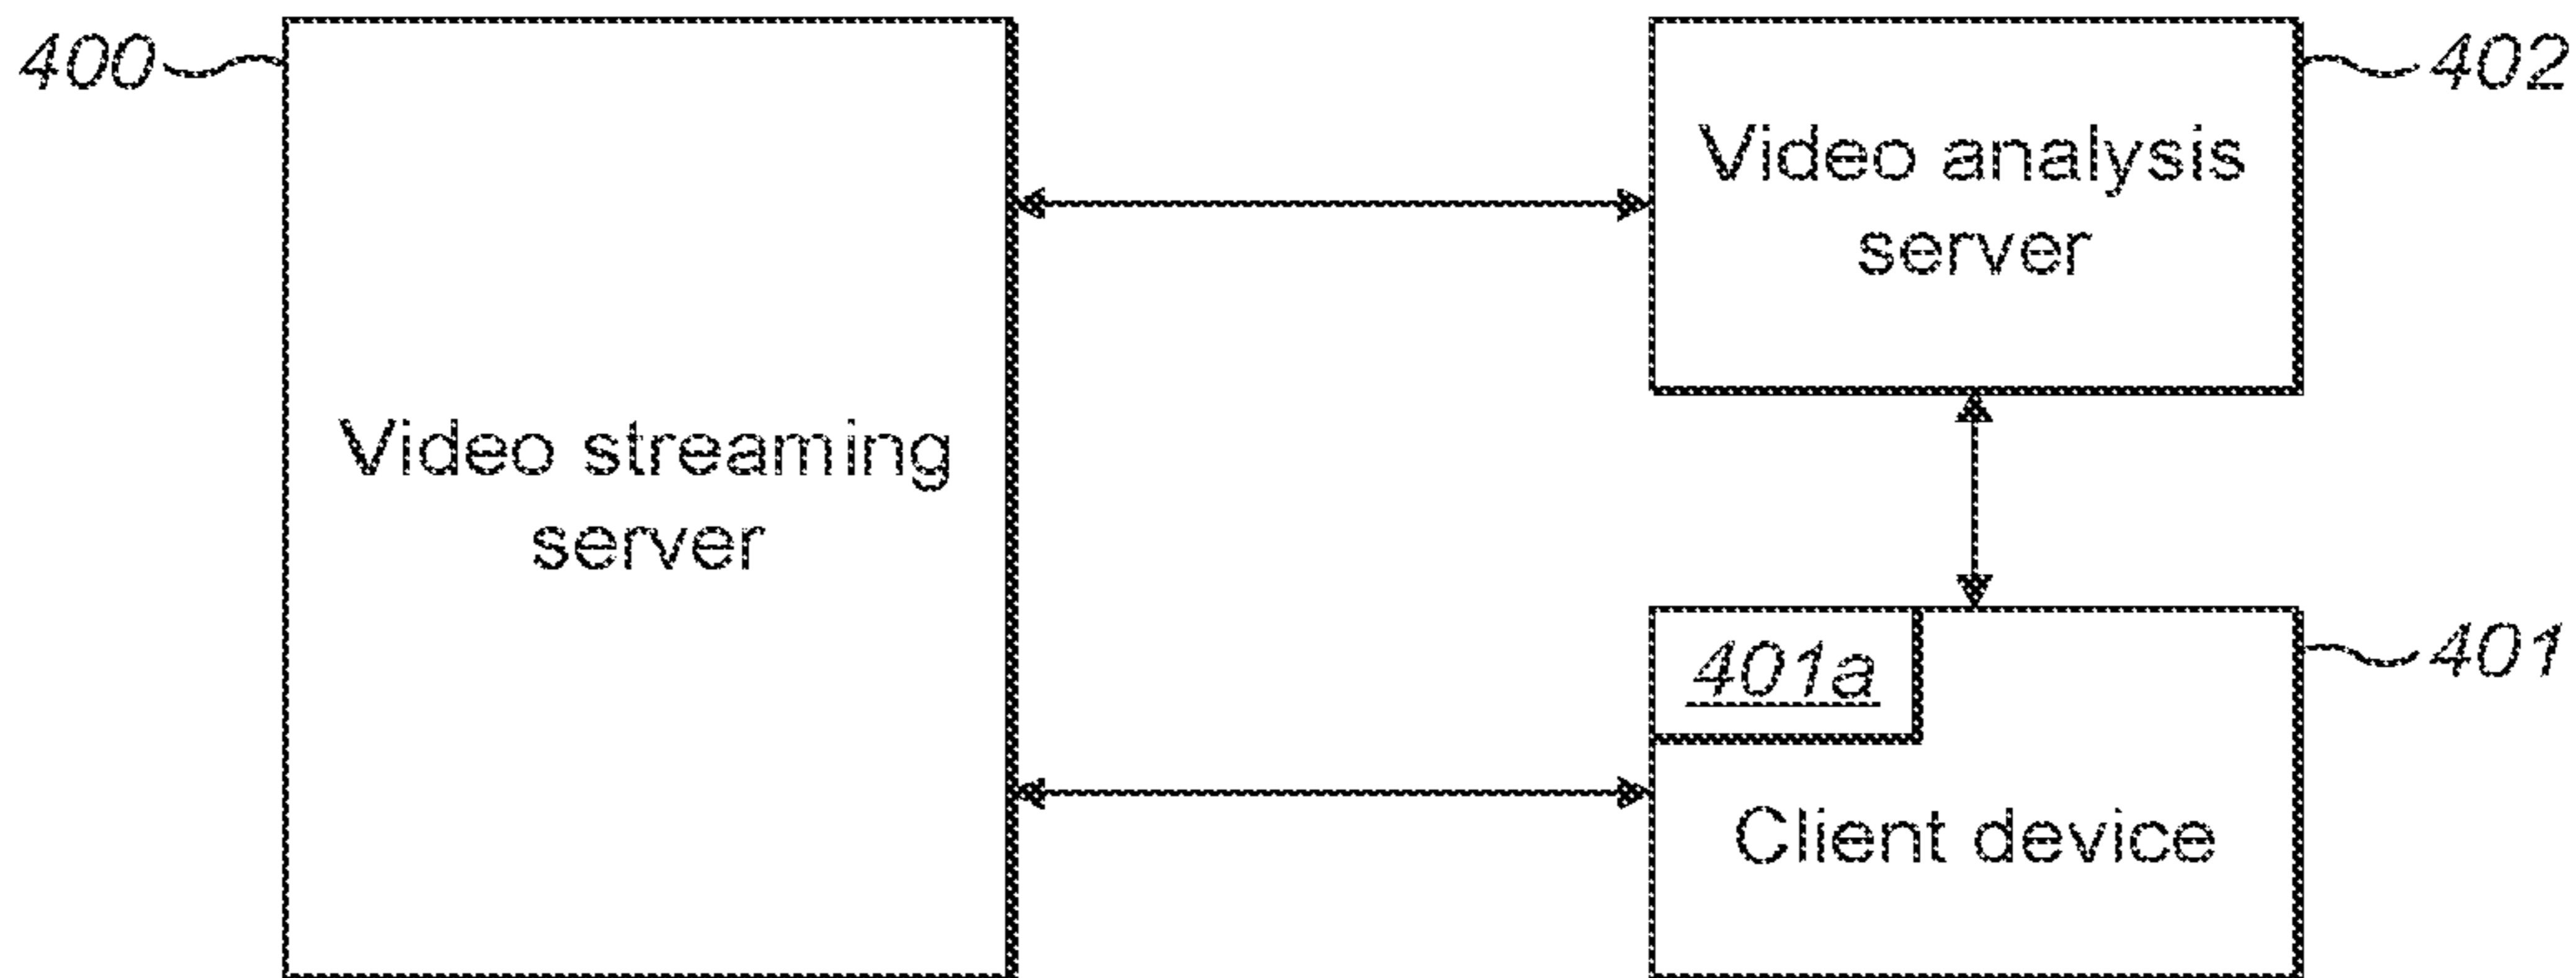 400
402
Video analysis
server
Video streaming
server
401a
401
Client device